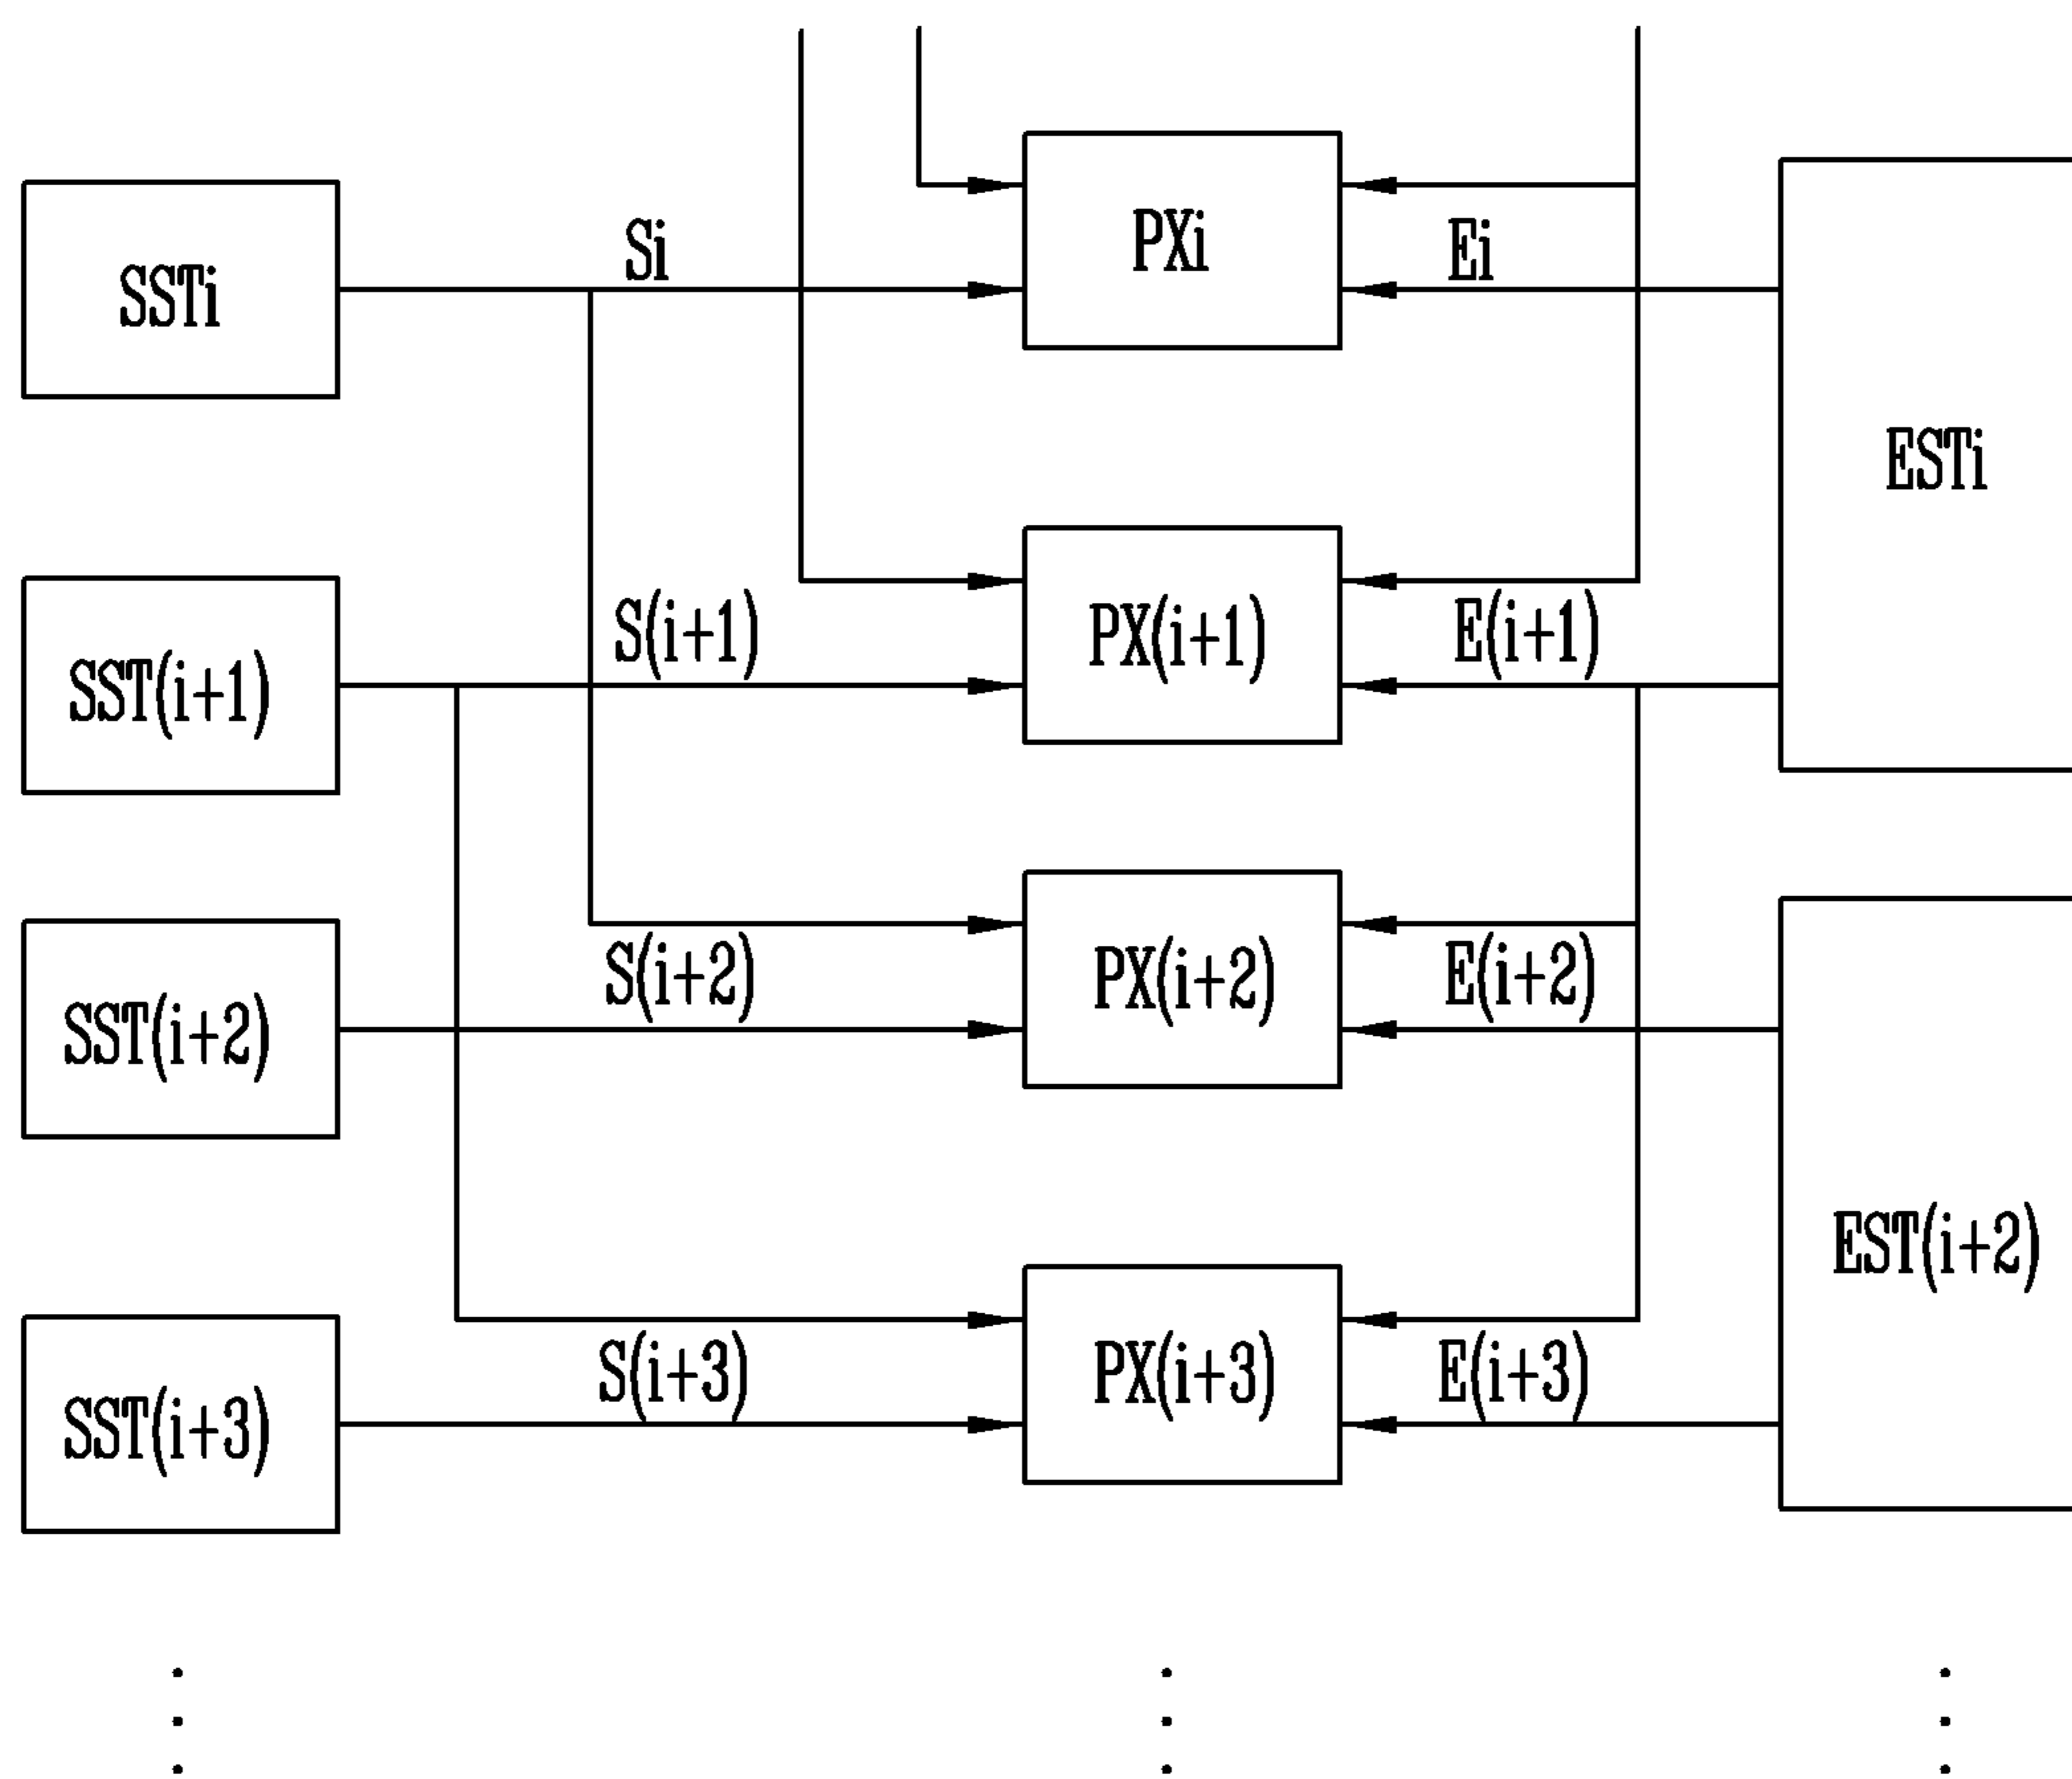 SSTi
Si
PXi
Ei
ESTi
SST(i+1)
S(i+1)
PX(i+1)
E(i+1)
SST(i+2)
S(i+2)
PX(i+2)
E(i+2)
EST(i+2)
SST(i+3)
S(i+3)
PX(i+3)
E(i+3)